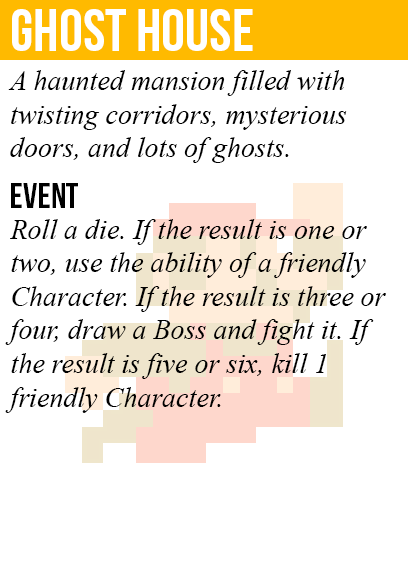 GHOST HOUSE
A haunted mansion filled with
twisting corridors, mysterious
doors, and lots of ghosts.
EVENT
Roll a die. If the result is one or
two, use the ability of a friendly
Character. If the result is three or
four, draw a Boss and fight it. If
the result is five or six, kill 1
friendly Character.